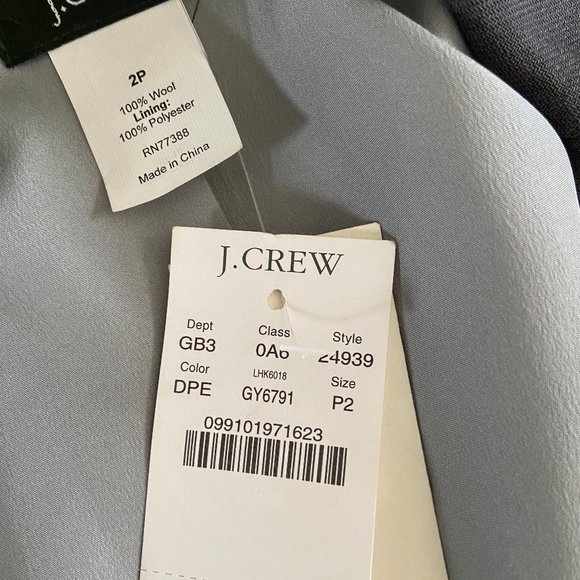 2P
100% Wool
Lining:
100% Polyester
RN77388
Made in China
J.CREW
Dept Class Style
GB3 0A6 24939
Color LHK6018 Size
DPE GY6791 P2
099101971623